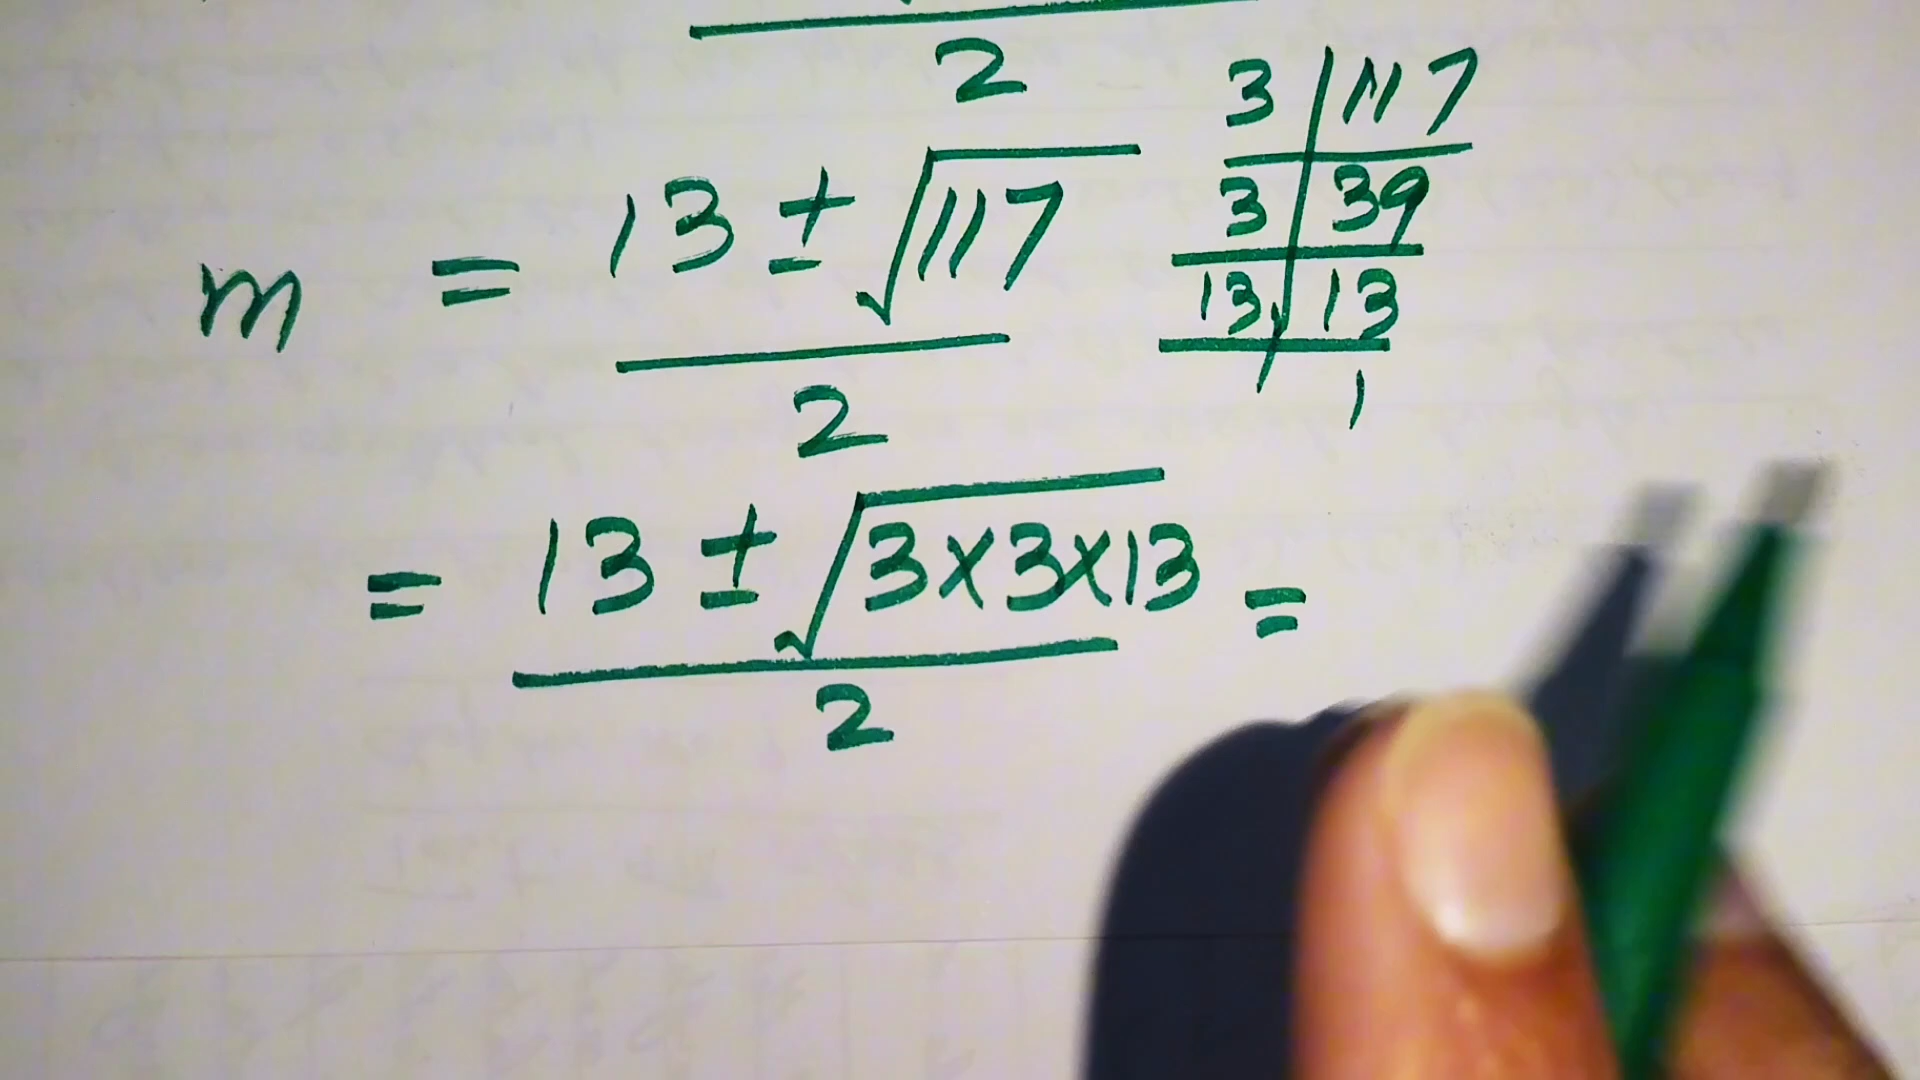 2
3 | 117
3 | 39
13 | 13
1
m = 13 ± √117
2
= 13 ± √3×3×13 =
2